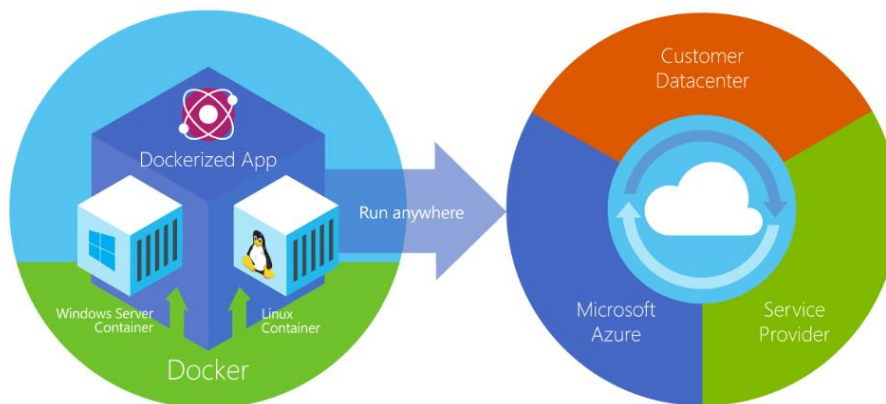 Dockerized App
Windows Server
Container
Linux
Container
Docker
Run anywhere
Customer
Datacenter
Microsoft
Azure
Service
Provider